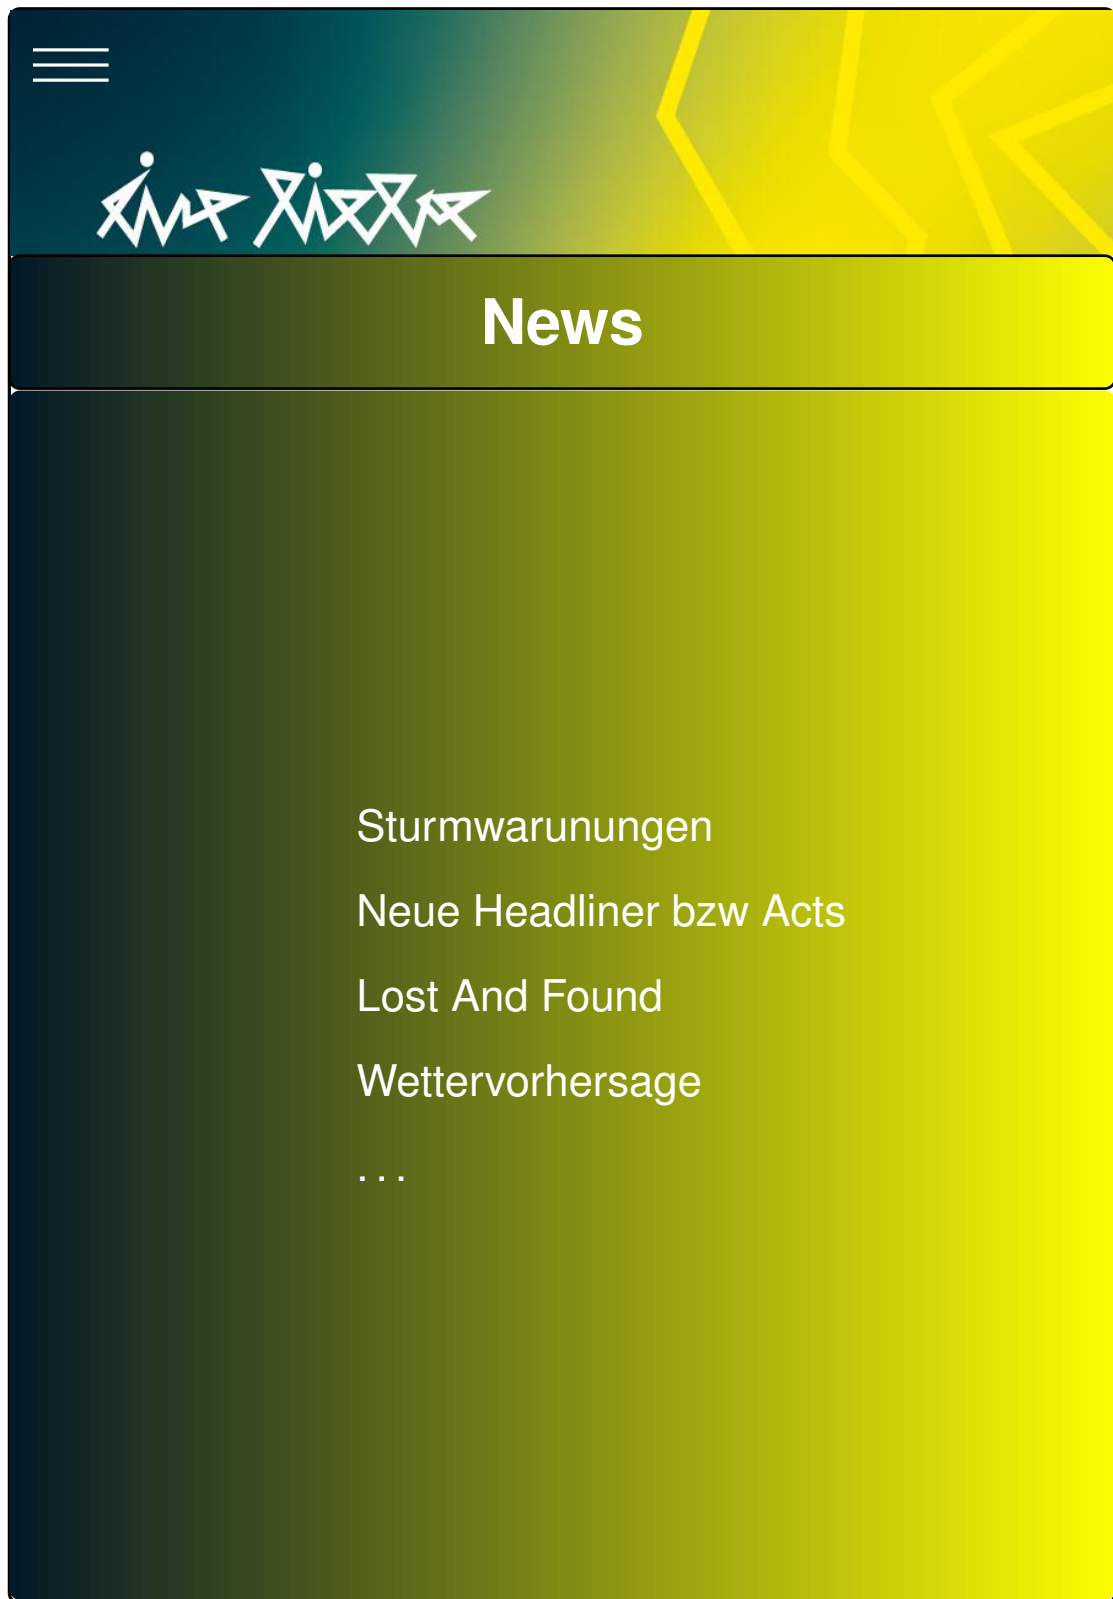 News
Sturmwarunungen
Neue Headliner bzw Acts
Lost And Found
Wettervorhersage
...